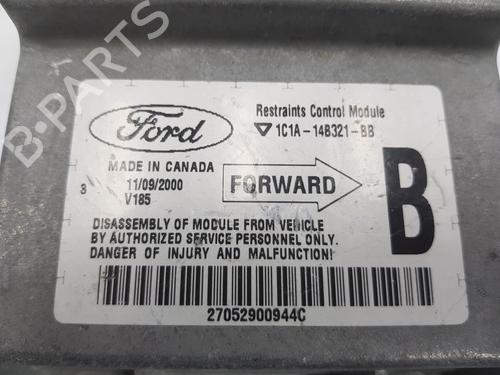 B-PARTS
Ford
Restraints Control Module
1C1A-14B321-BB
MADE IN CANADA
3 11/09/2000
V185
FORWARD
B
DISASSEMBLY OF MODULE FROM VEHICLE
BY AUTHORIZED SERVICE PERSONNEL ONLY.
DANGER OF INJURY AND MALFUNCTION!
27052900944C